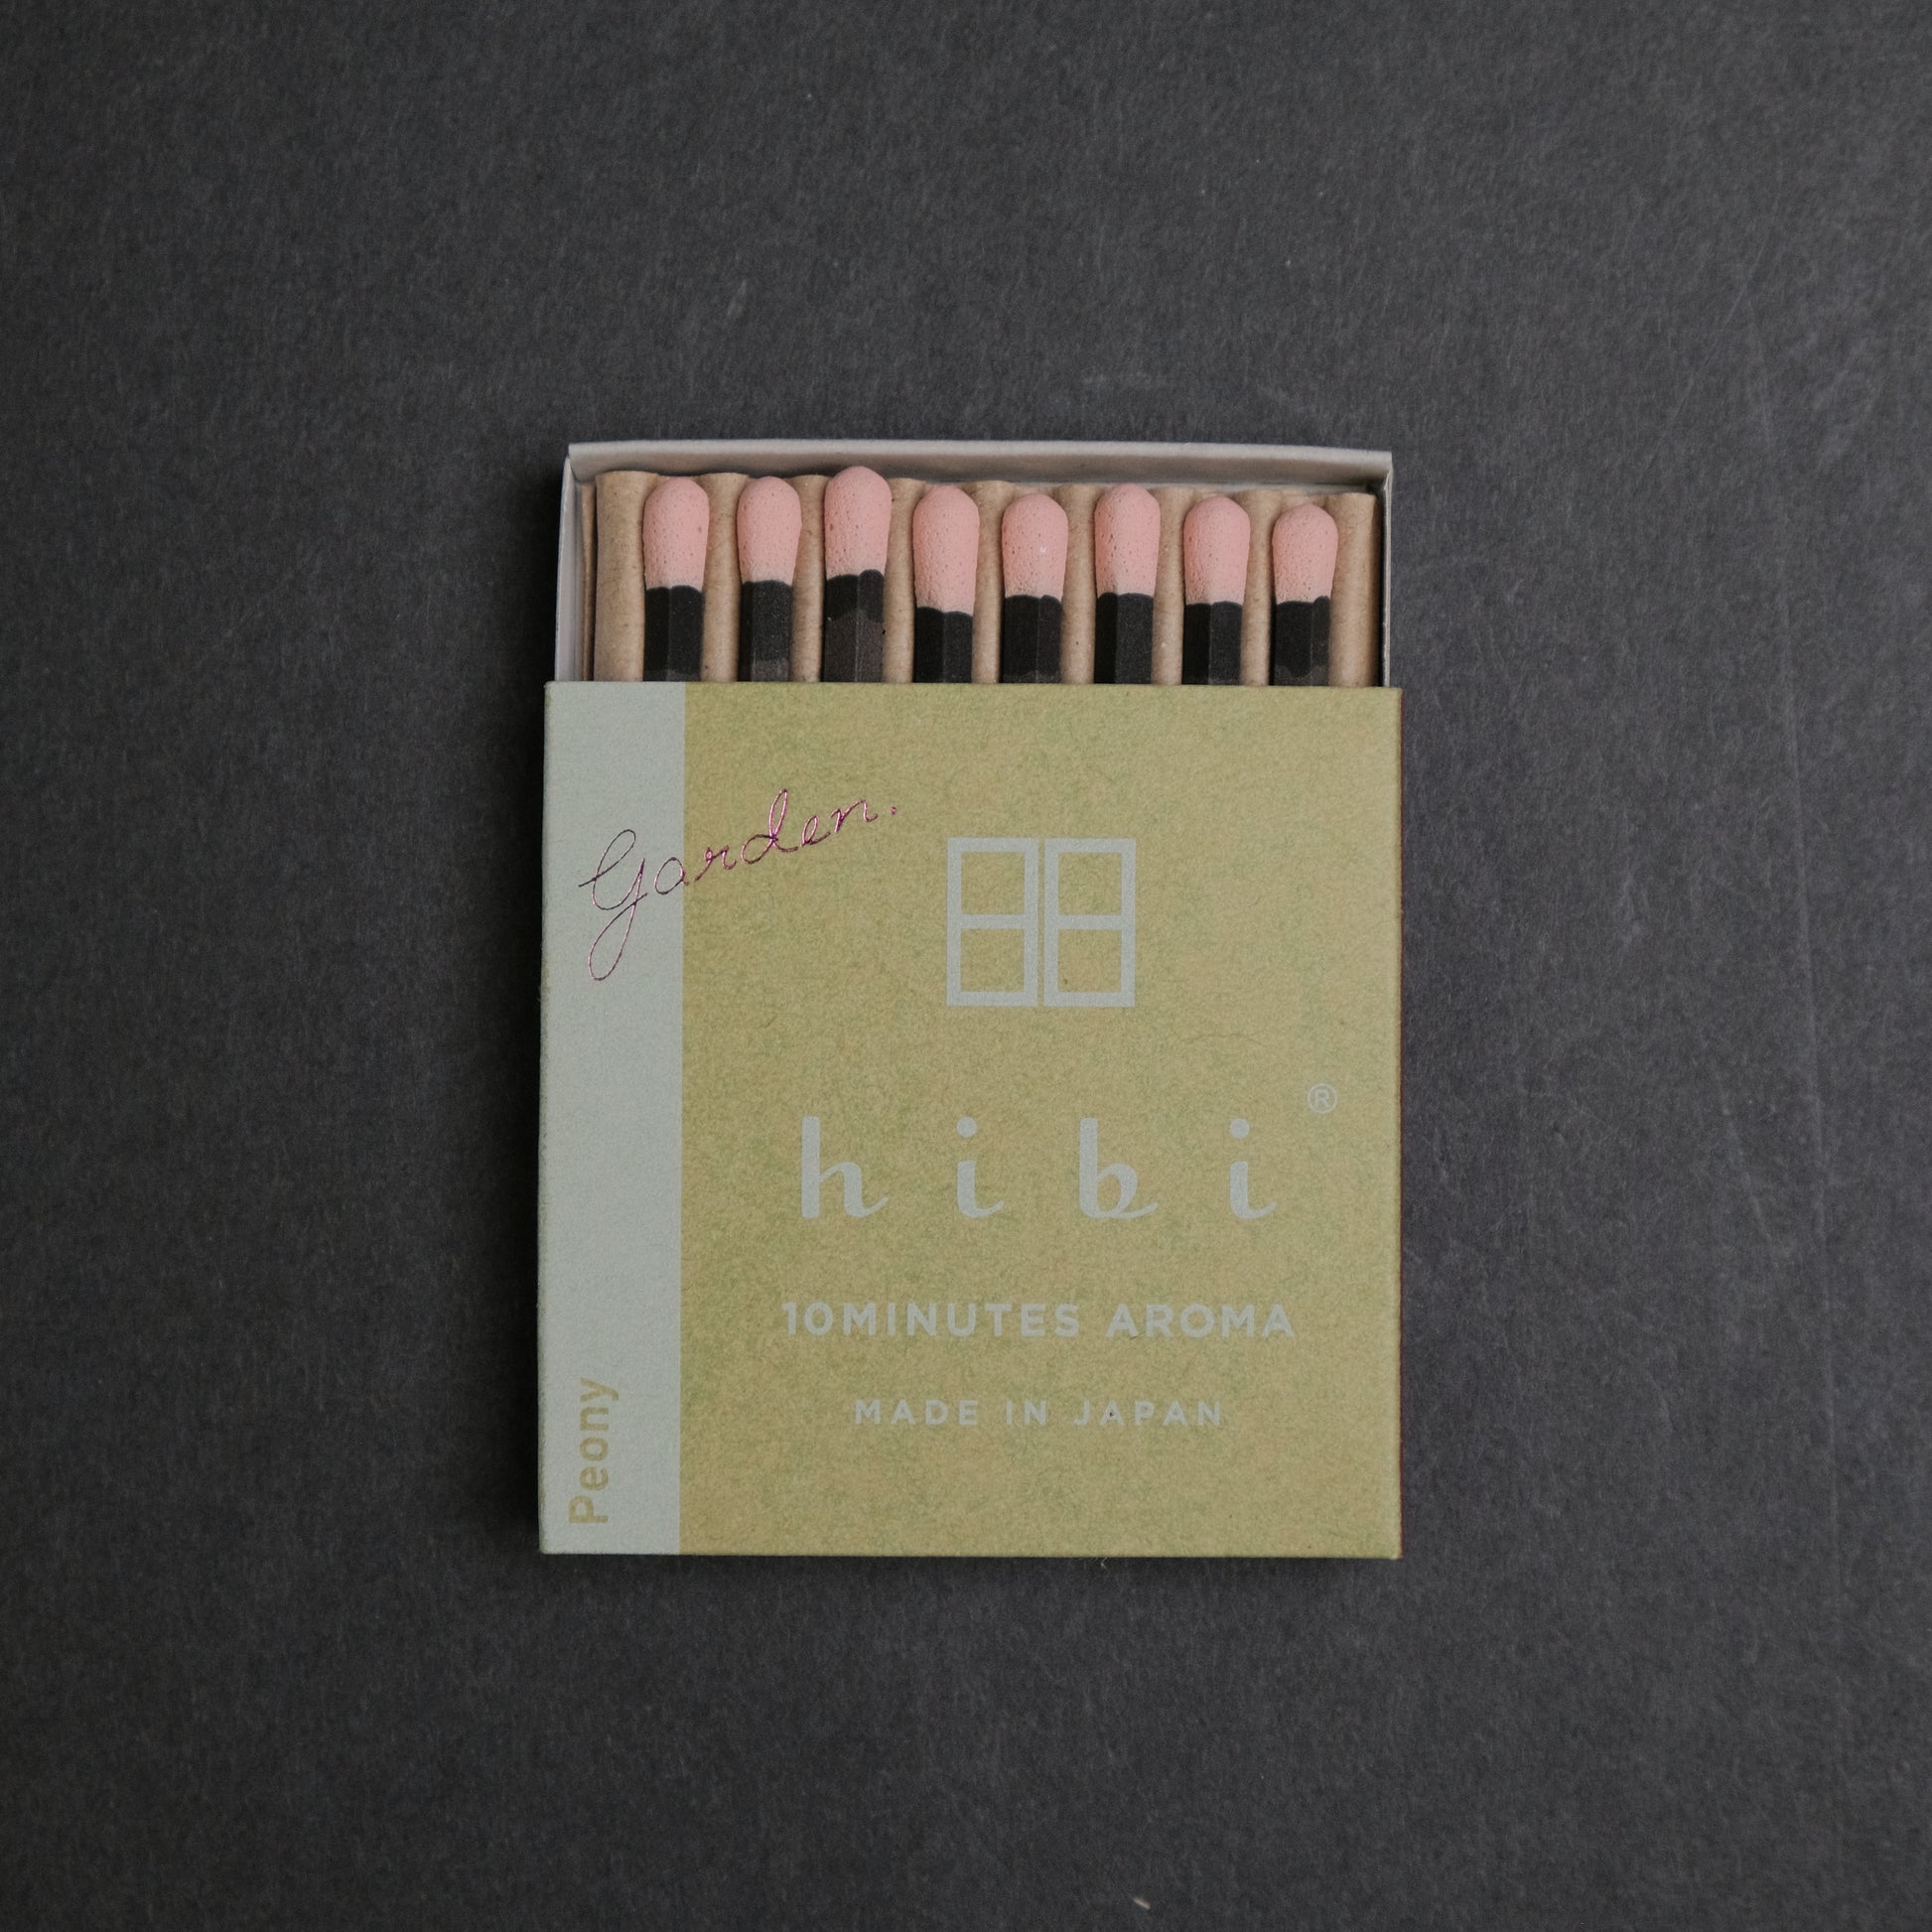 Garden.
hibi®
10MINUTES AROMA
MADE IN JAPAN
Peony